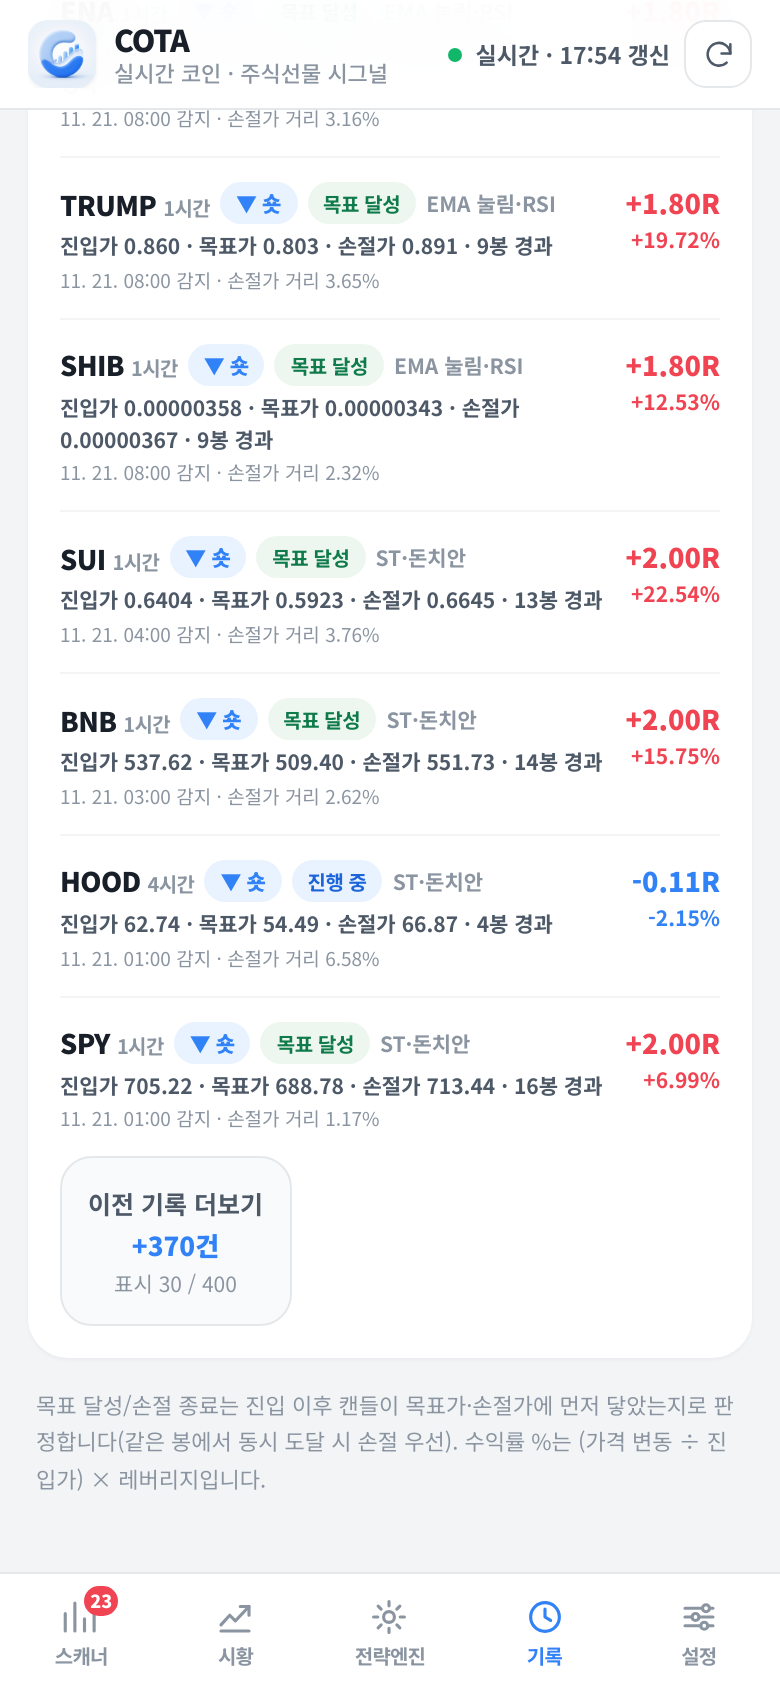 COTA
실시간 코인 · 주식선물 시그널
실시간 · 17:54 갱신
11. 21. 08:00 감지 · 손절가 거리 3.16%
TRUMP 1시간 ▼ 숏 목표 달성 EMA 눌림·RSI +1.80R
진입가 0.860 · 목표가 0.803 · 손절가 0.891 · 9봉 경과 +19.72%
11. 21. 08:00 감지 · 손절가 거리 3.65%
SHIB 1시간 ▼ 숏 목표 달성 EMA 눌림·RSI +1.80R
진입가 0.00000358 · 목표가 0.00000343 · 손절가 +12.53%
0.00000367 · 9봉 경과
11. 21. 08:00 감지 · 손절가 거리 2.32%
SUI 1시간 ▼ 숏 목표 달성 ST·돈치안 +2.00R
진입가 0.6404 · 목표가 0.5923 · 손절가 0.6645 · 13봉 경과 +22.54%
11. 21. 04:00 감지 · 손절가 거리 3.76%
BNB 1시간 ▼ 숏 목표 달성 ST·돈치안 +2.00R
진입가 537.62 · 목표가 509.40 · 손절가 551.73 · 14봉 경과 +15.75%
11. 21. 03:00 감지 · 손절가 거리 2.62%
HOOD 4시간 ▼ 숏 진행 중 ST·돈치안 -0.11R
진입가 62.74 · 목표가 54.49 · 손절가 66.87 · 4봉 경과 -2.15%
11. 21. 01:00 감지 · 손절가 거리 6.58%
SPY 1시간 ▼ 숏 목표 달성 ST·돈치안 +2.00R
진입가 705.22 · 목표가 688.78 · 손절가 713.44 · 16봉 경과 +6.99%
11. 21. 01:00 감지 · 손절가 거리 1.17%
이전 기록 더보기
+370건
표시 30 / 400
목표 달성/손절 종료는 진입 이후 캔들이 목표가·손절가에 먼저 닿았는지로 판
정합니다(같은 봉에서 동시 도달 시 손절 우선). 수익률 %는 (가격 변동 ÷ 진
입가) × 레버리지입니다.
23
스캐너 시황 전략엔진 기록 설정